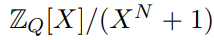 ℤ_Q[X]/(X^N + 1)